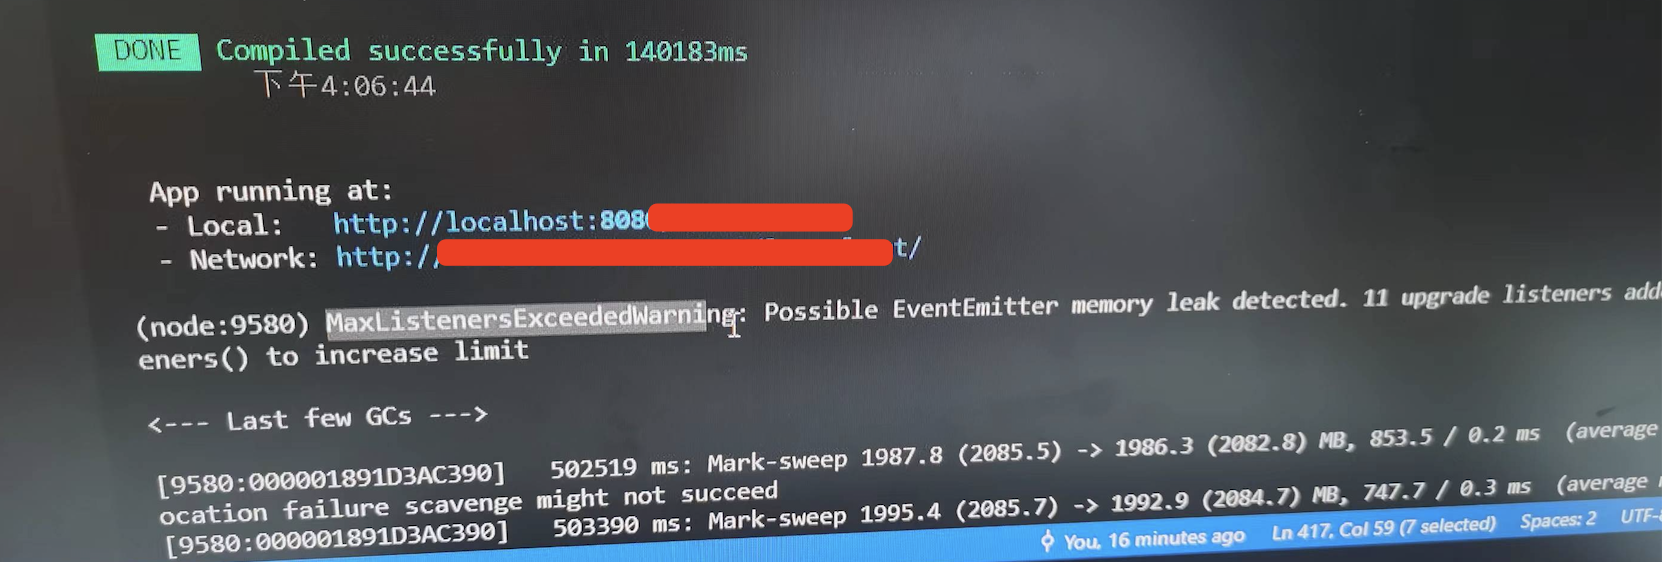 DONE Compiled successfully in 140183ms
下午4:06:44
App running at:
- Local: http://localhost:808
- Network: http:/ t/
(node:9580) MaxListenersExceededWarning: Possible EventEmitter memory leak detected. 11 upgrade listeners add
eners() to increase limit
<--- Last few GCs --->
[9580:000001891D3AC390] 502519 ms: Mark-sweep 1987.8 (2085.5) -> 1986.3 (2082.8) MB, 853.5 / 0.2 ms (average
ocation failure scavenge might not succeed
[9580:000001891D3AC390] 503390 ms: Mark-sweep 1995.4 (2085.7) -> 1992.9 (2084.7) MB, 747.7 / 0.3 ms (average
You, 16 minutes ago Ln 417, Col 59 (7 selected) Spaces: 2 UTF-